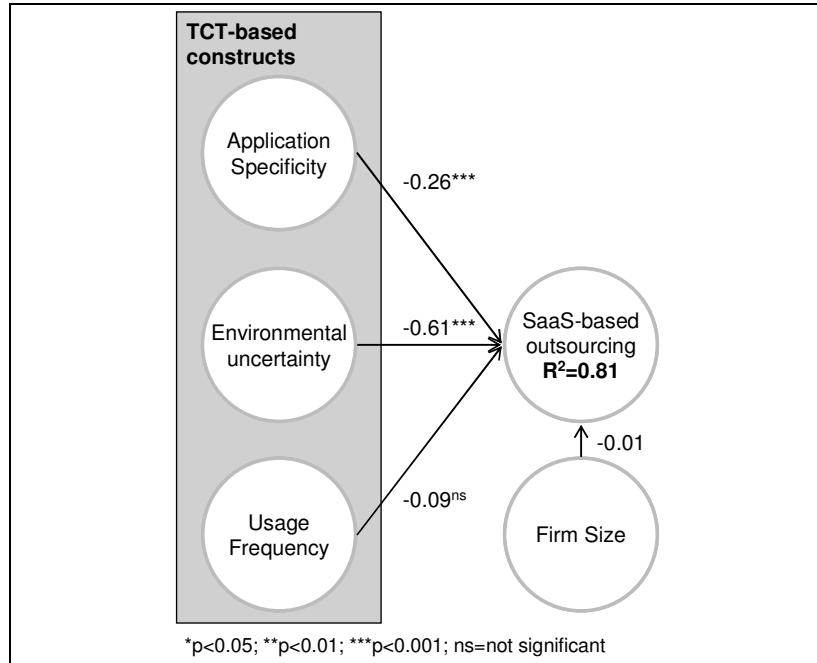 TCT-based
constructs
Application
Specificity
-0.26***
Environmental
uncertainty
-0.61***
SaaS-based
outsourcing
R²=0.81
-0.01
Usage
Frequency
-0.09ns
Firm Size
*p<0.05; **p<0.01; ***p<0.001; ns=not significant